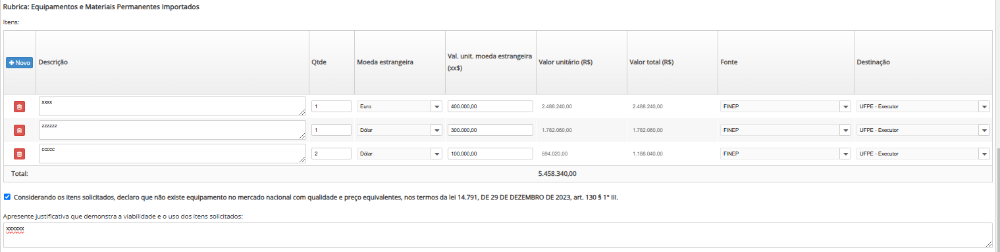 Rubrica: Equipamentos e Materiais Permanentes Importados
Itens:
Novo Descrição Qtde Moeda estrangeira Val. unit. moeda estrangeira (xx$) Valor unitário (R$) Valor total (R$) Fonte Destinação
xxxx 1 Euro 400.000,00 2.488.240,00 2.488.240,00 FINEP UFPE - Executor
zzzzzz 1 Dólar 300.000,00 1.782.060,00 1.782.060,00 FINEP UFPE - Executor
ccccc 2 Dólar 100.000,00 594.020,00 1.188.040,00 FINEP UFPE - Executor
Total: 5.458.340,00
Considerando os itens solicitados, declaro que não existe equipamento no mercado nacional com qualidade e preço equivalentes, nos termos da lei 14.791, DE 29 DE DEZEMBRO DE 2023, art. 130 § 1° III.
Apresente justificativa que demonstra a viabilidade e o uso dos itens solicitados:
xxxxxx